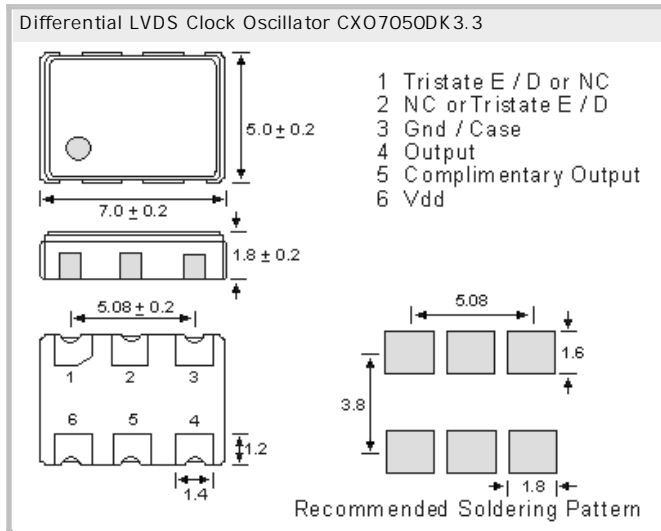 Differential LVDS Clock Oscillator CXO7050DK3.3
1 Tristate E / D or NC
2 NC or Tristate E / D
3 Gnd / Case
4 Output
5 Complimentary Output
6 Vdd
5.0 ± 0.2
7.0 ± 0.2
1.8 ± 0.2
5.08 ± 0.2
1 2 3
6 5 4
1.2
1.4
5.08
1.6
3.8
1.8
Recommended Soldering Pattern